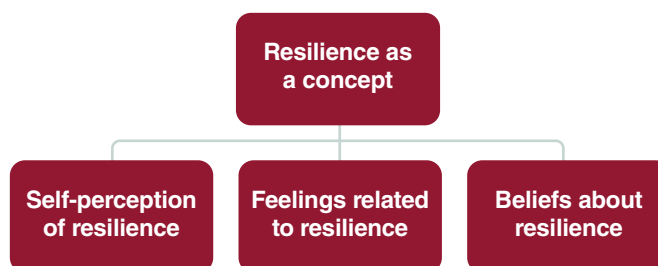 Resilience as
a concept
Self-perception
of resilience
Feelings related
to resilience
Beliefs about
resilience